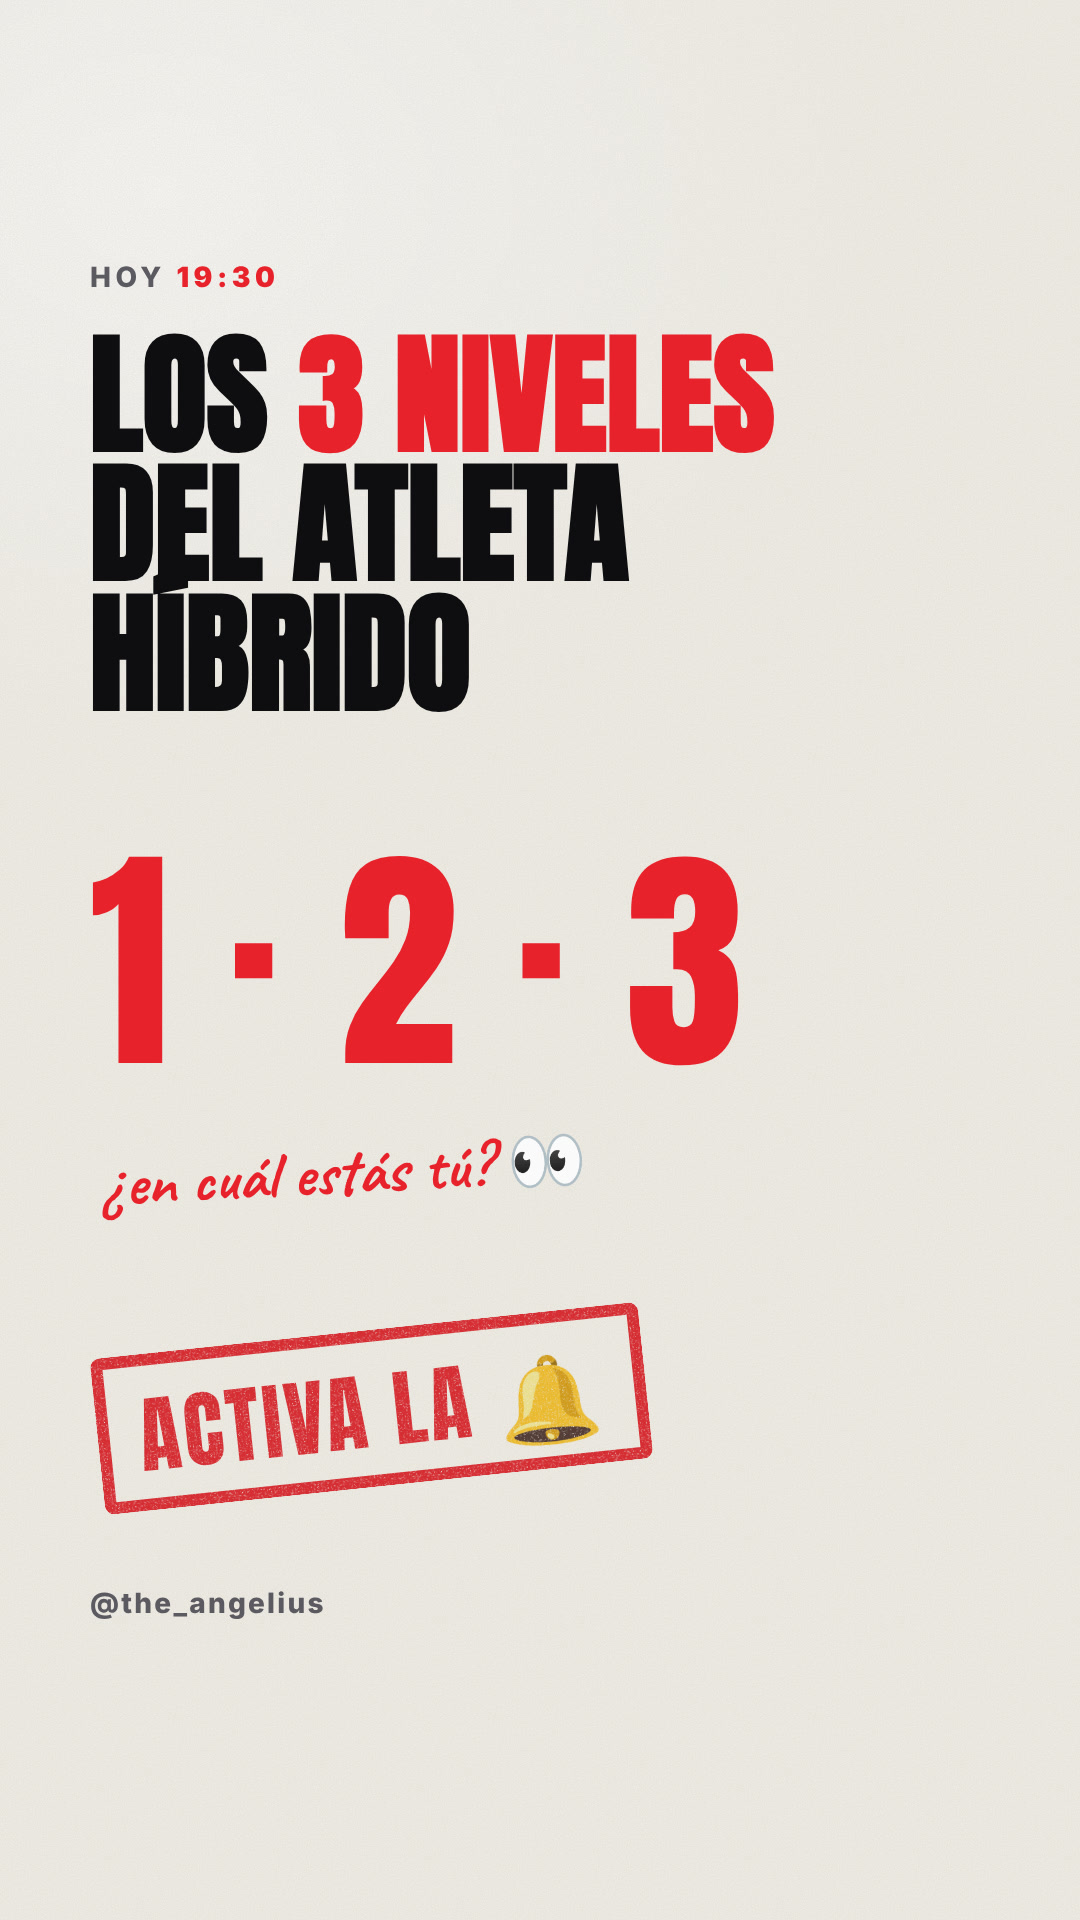 HOY 19:30
LOS 3 NIVELES
DEL ATLETA
HÍBRIDO
1 · 2 · 3
¿en cuál estás tú? 👀
ACTIVA LA 🔔
@the_angelius